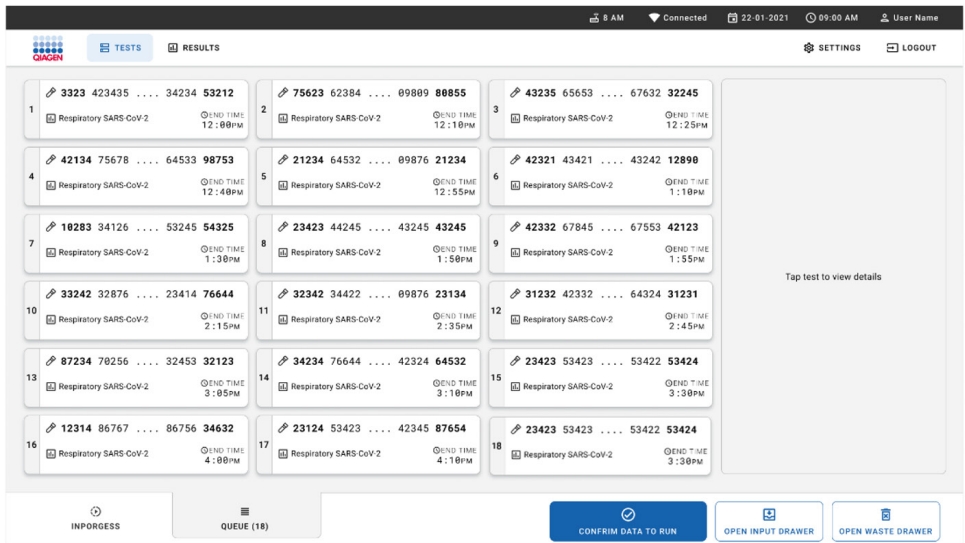 8 AM Connected 22-01-2021 09:00 AM User Name
QIAGEN TESTS RESULTS SETTINGS LOGOUT
1 3323 423435 .... 34234 53212
Respiratory SARS-CoV-2 END TIME 12:00PM
2 75623 62384 .... 09809 80855
Respiratory SARS-CoV-2 END TIME 12:10PM
3 43235 65653 .... 67632 32245
Respiratory SARS-CoV-2 END TIME 12:25PM
4 42134 75678 .... 64533 98753
Respiratory SARS-CoV-2 END TIME 12:40PM
5 21234 64532 .... 09876 21234
Respiratory SARS-CoV-2 END TIME 12:55PM
6 42321 43421 .... 43242 12890
Respiratory SARS-CoV-2 END TIME 1:10PM
7 10283 34126 .... 53245 54325
Respiratory SARS-CoV-2 END TIME 1:30PM
8 23423 44245 .... 43245 43245
Respiratory SARS-CoV-2 END TIME 1:50PM
9 42332 67845 .... 67553 42123
Respiratory SARS-CoV-2 END TIME 1:55PM
10 33242 32876 .... 23414 76644
Respiratory SARS-CoV-2 END TIME 2:15PM
11 32342 34422 .... 09876 23134
Respiratory SARS-CoV-2 END TIME 2:35PM
12 31232 42332 .... 64324 31231
Respiratory SARS-CoV-2 END TIME 2:45PM
13 87234 70256 .... 32453 32123
Respiratory SARS-CoV-2 END TIME 3:05PM
14 34234 76644 .... 42324 64532
Respiratory SARS-CoV-2 END TIME 3:10PM
15 23423 53423 .... 53422 53424
Respiratory SARS-CoV-2 END TIME 3:30PM
16 12314 86767 .... 86756 34632
Respiratory SARS-CoV-2 END TIME 4:00PM
17 23124 53423 .... 42345 87654
Respiratory SARS-CoV-2 END TIME 4:10PM
18 23423 53423 .... 53422 53424
Respiratory SARS-CoV-2 END TIME 3:30PM
Tap test to view details
INPORGESS QUEUE (18) CONFRIM DATA TO RUN OPEN INPUT DRAWER OPEN WASTE DRAWER